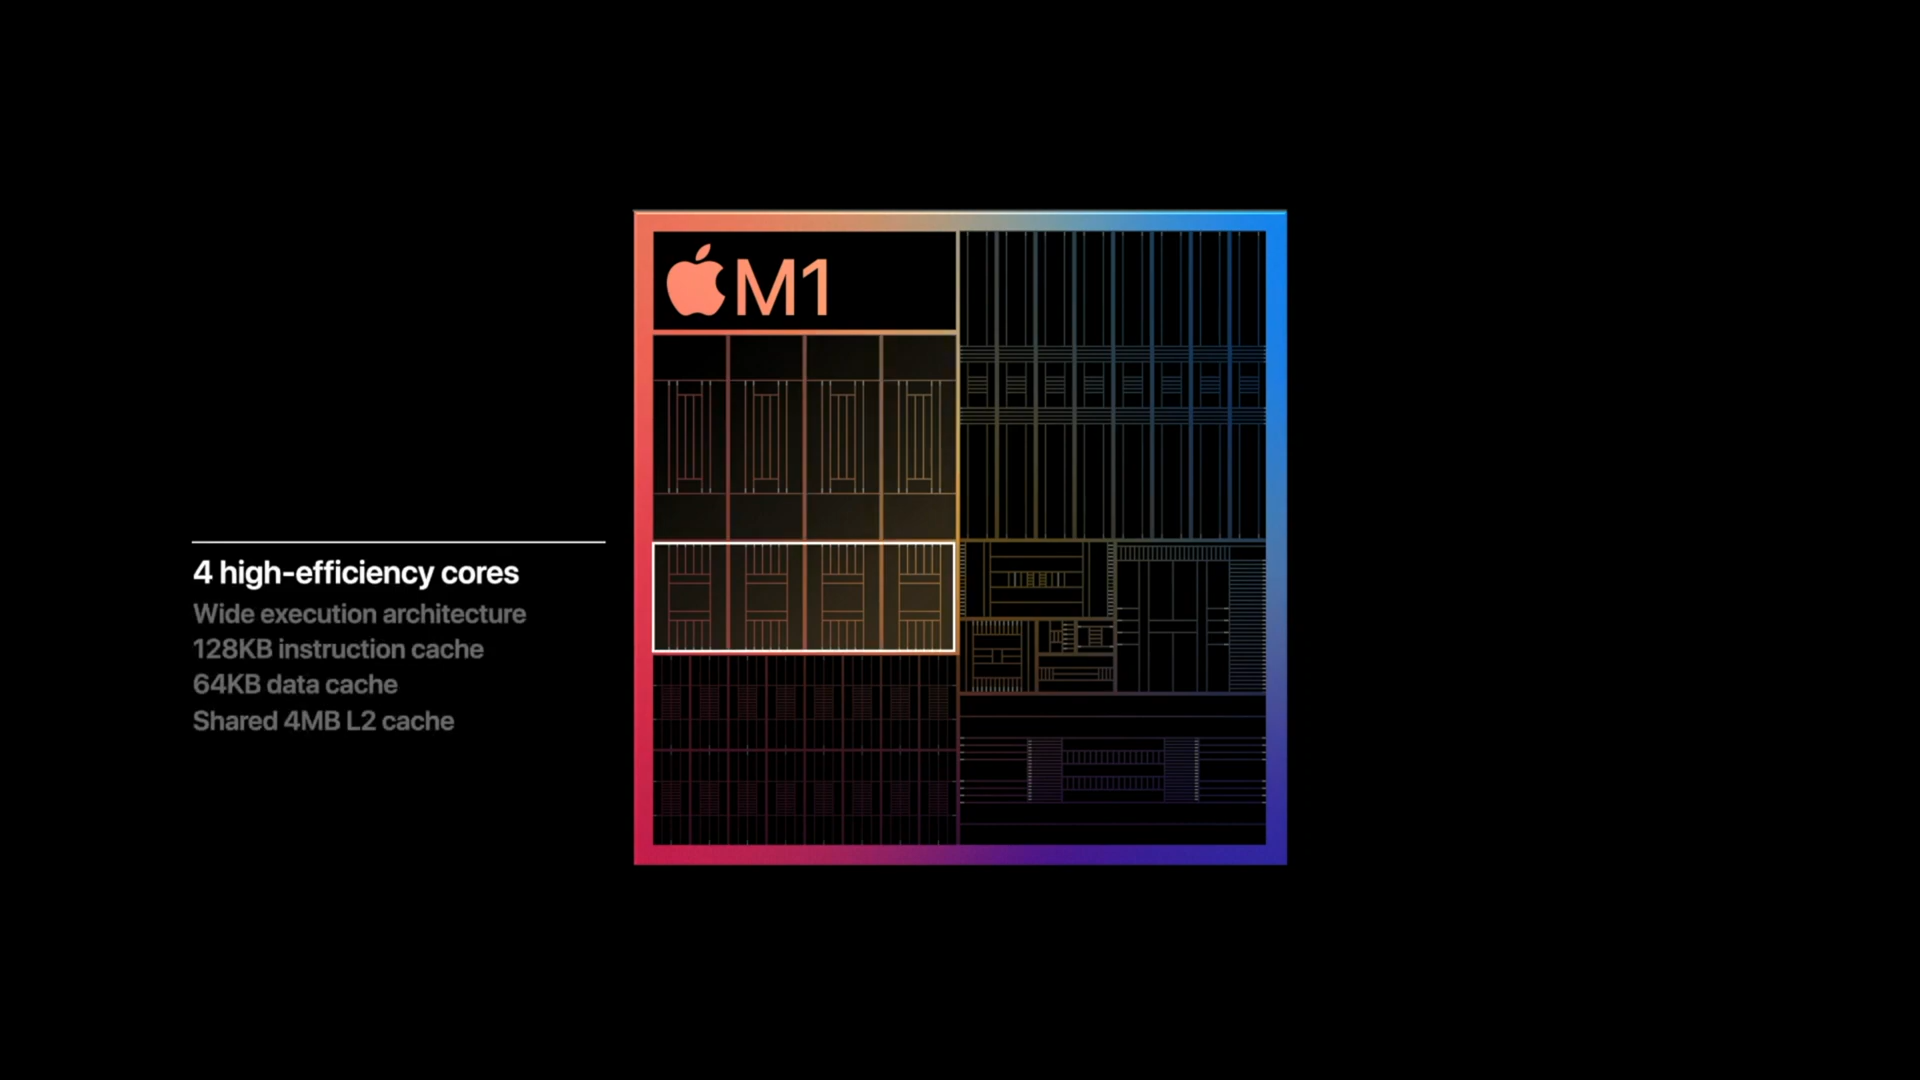 M1
4 high-efficiency cores
Wide execution architecture
128KB instruction cache
64KB data cache
Shared 4MB L2 cache